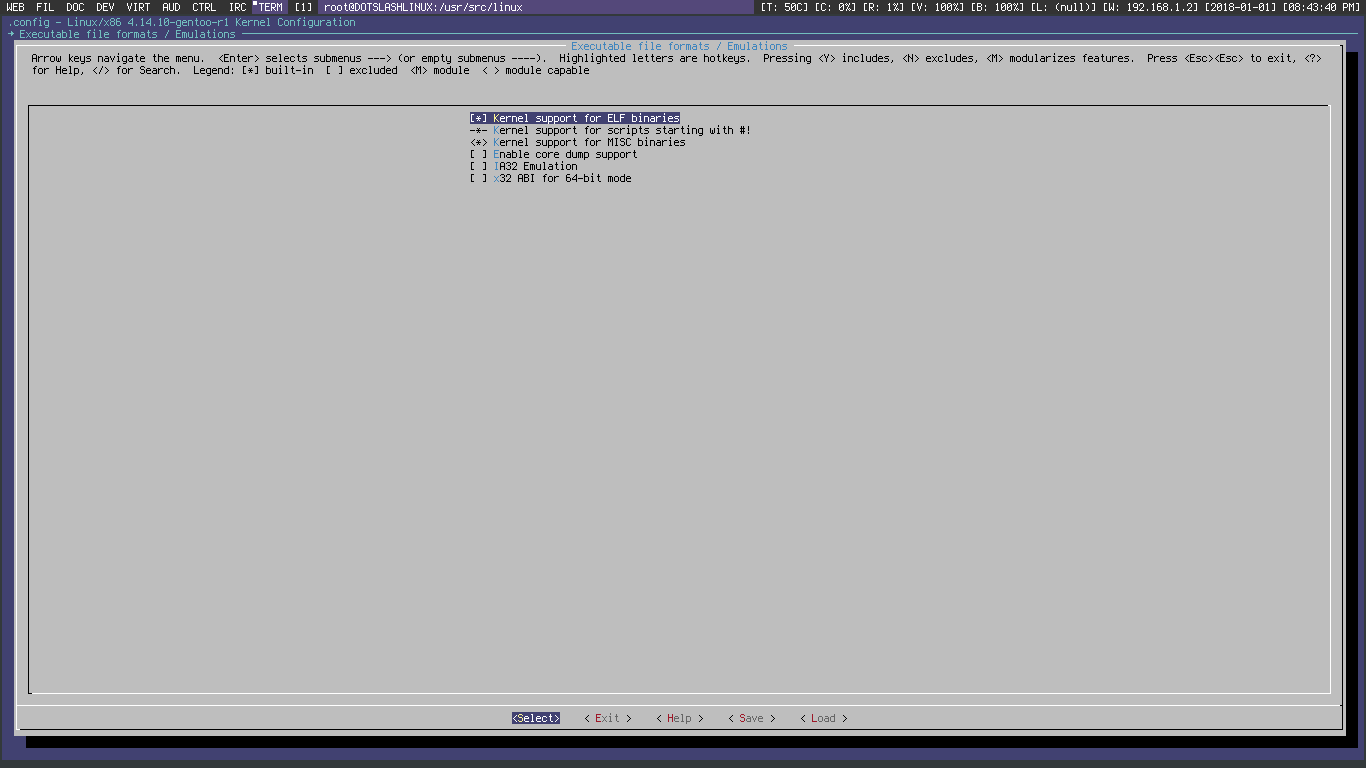 WEB FIL DOC DEV VIRT AUD CTRL IRC TERM [1] root@DOTSLASHLINUX:/usr/src/linux [T: 50C] [C: 0%] [R: 1%] [V: 100%] [B: 100%] [L: (null)] [W: 192.168.1.2] [2018-01-01] [08:43:40 PM]
.config - Linux/x86 4.14.10-gentoo-r1 Kernel Configuration
→ Executable file formats / Emulations
Executable file formats / Emulations
Arrow keys navigate the menu. <Enter> selects submenus ---> (or empty submenus ----). Highlighted letters are hotkeys. Pressing <Y> includes, <N> excludes, <M> modularizes features. Press <Esc><Esc> to exit, <?>
for Help, </> for Search. Legend: [*] built-in [ ] excluded <M> module < > module capable
[*] Kernel support for ELF binaries
-*- Kernel support for scripts starting with #!
<*> Kernel support for MISC binaries
[ ] Enable core dump support
[ ] IA32 Emulation
[ ] x32 ABI for 64-bit mode
<Select> < Exit > < Help > < Save > < Load >